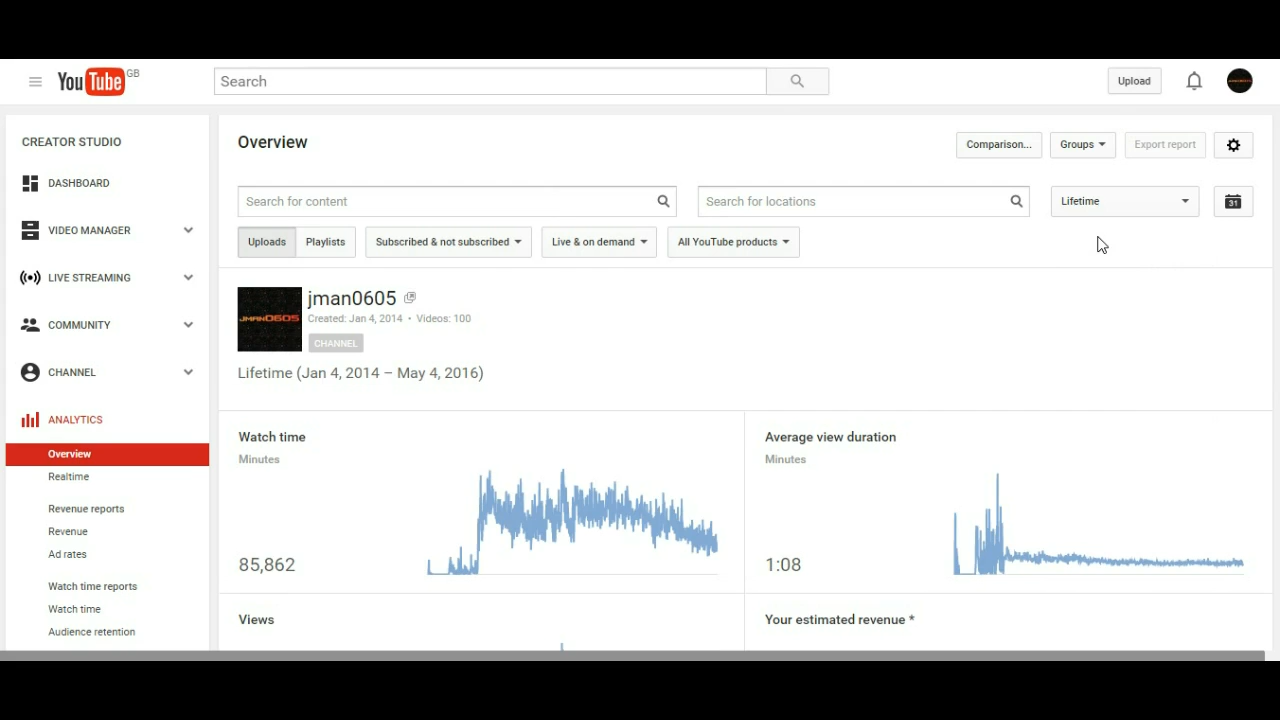 YouTube GB
Search
Upload
CREATOR STUDIO
DASHBOARD
VIDEO MANAGER
LIVE STREAMING
COMMUNITY
CHANNEL
ANALYTICS
Overview
Realtime
Revenue reports
Revenue
Ad rates
Watch time reports
Watch time
Audience retention
Overview
Comparison... Groups Export report
Search for content Search for locations Lifetime 31
Uploads Playlists Subscribed & not subscribed Live & on demand All YouTube products
JMAN0605
jman0605
Created: Jan 4, 2014 • Videos: 100
CHANNEL
Lifetime (Jan 4, 2014 – May 4, 2016)
Watch time
Minutes
85,862
Average view duration
Minutes
1:08
Views
Your estimated revenue *